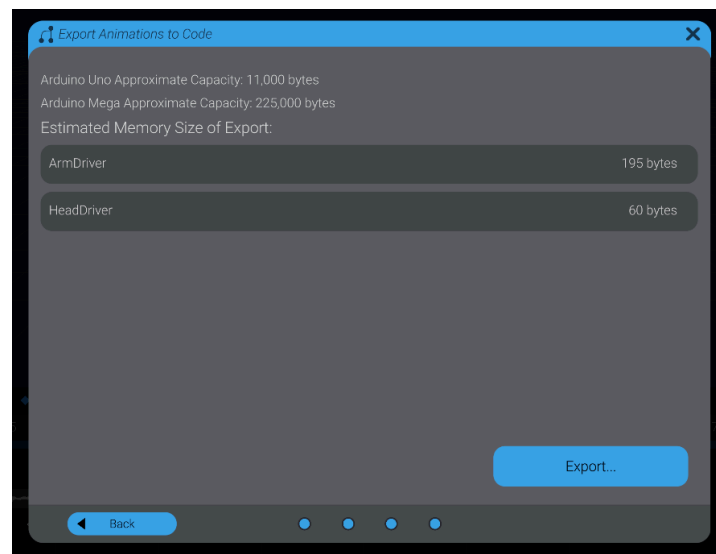 Export Animations to Code
Arduino Uno Approximate Capacity: 11,000 bytes
Arduino Mega Approximate Capacity: 225,000 bytes
Estimated Memory Size of Export:
ArmDriver 195 bytes
HeadDriver 60 bytes
Export...
Back